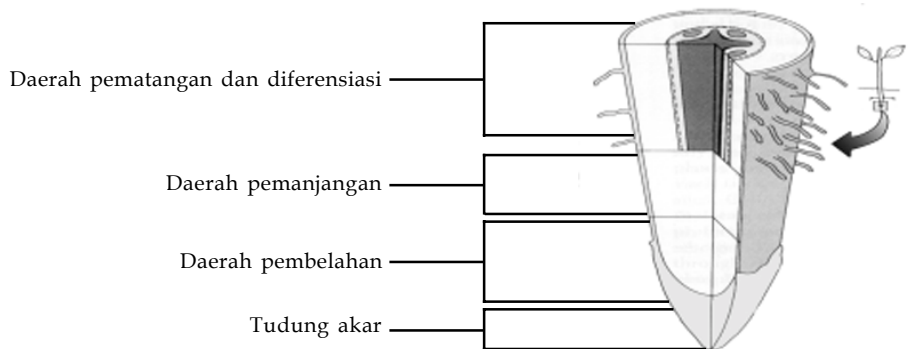 Daerah pematangan dan diferensiasi
Daerah pemanjangan
Daerah pembelahan
Tudung akar